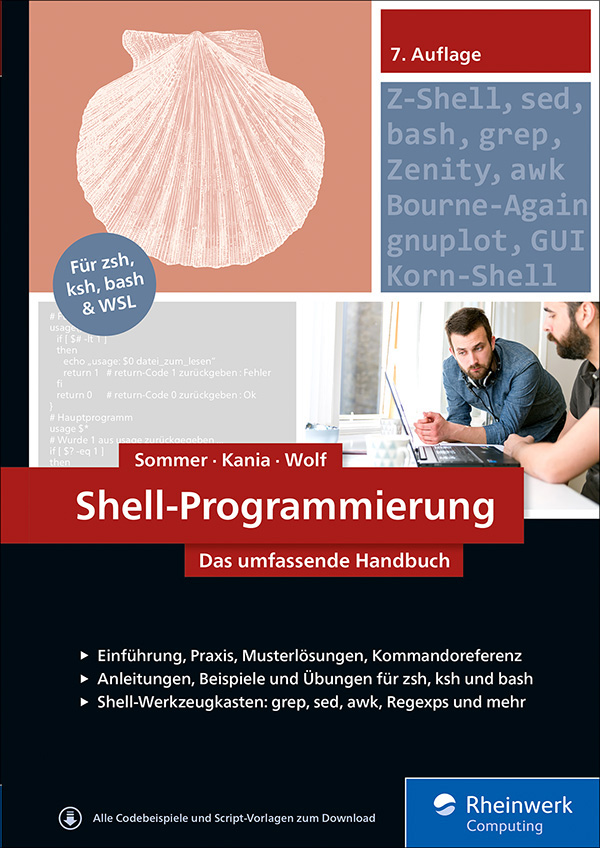 7. Auflage
Z-Shell, sed,
bash, grep,
Zenity, awk
Bourne-Again
gnuplot, GUI
Korn-Shell
Für zsh,
ksh, bash
& WSL
# F
usage
if [ $# -lt 1 ]
then
echo „usage: $0 datei_zum_lesen“
return 1 # return-Code 1 zurückgeben : Fehler
fi
return 0 # return-Code 0 zurückgeben : Ok
}
# Hauptprogramm
usage $*
# Wurde 1 aus usage zurückgegeben
if [ $? -eq 1 ]
then
Sommer · Kania · Wolf
Shell-Programmierung
Das umfassende Handbuch
Einführung, Praxis, Musterlösungen, Kommandoreferenz
Anleitungen, Beispiele und Übungen für zsh, ksh und bash
Shell-Werkzeugkasten: grep, sed, awk, Regexps und mehr
Alle Codebeispiele und Script-Vorlagen zum Download
Rheinwerk
Computing